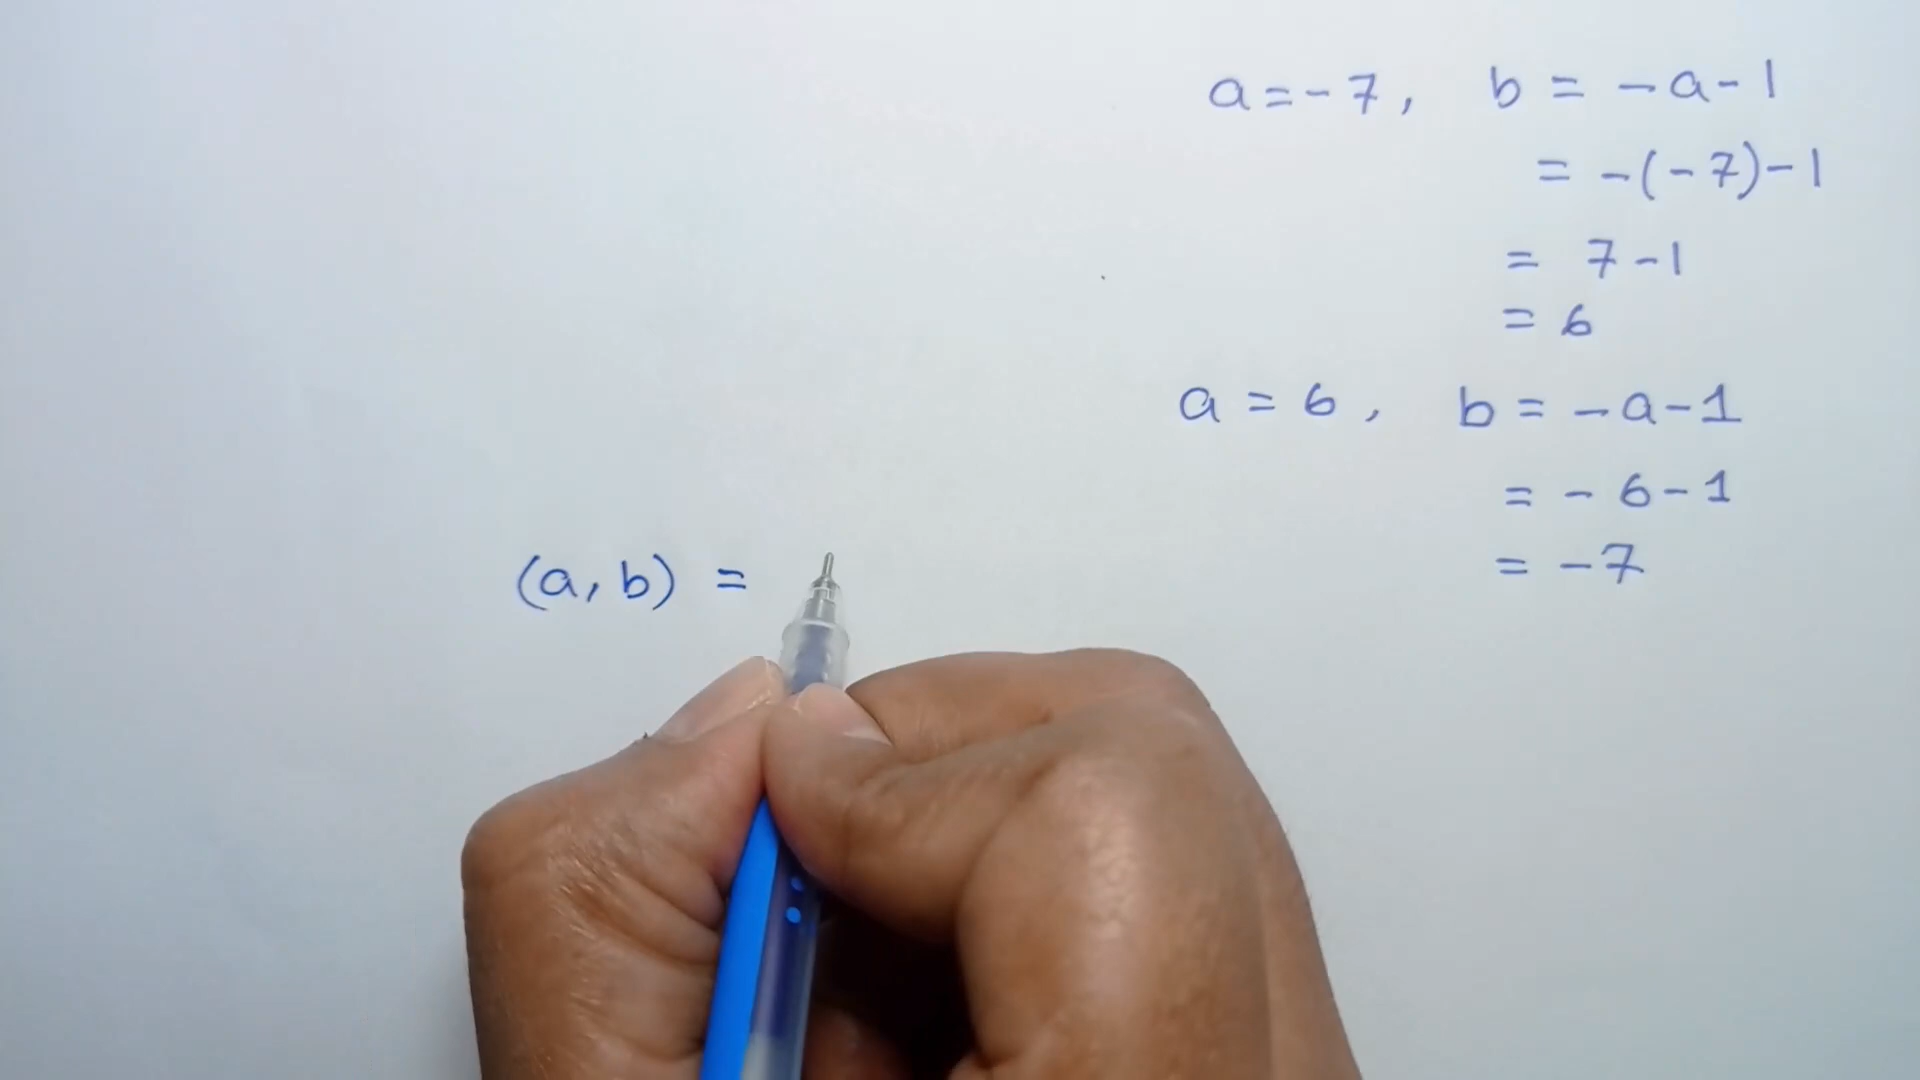 a = - 7 , b = - a - 1
= - ( - 7 ) - 1
= 7 - 1
= 6
a = 6 , b = - a - 1
= - 6 - 1
= - 7
(a, b) =